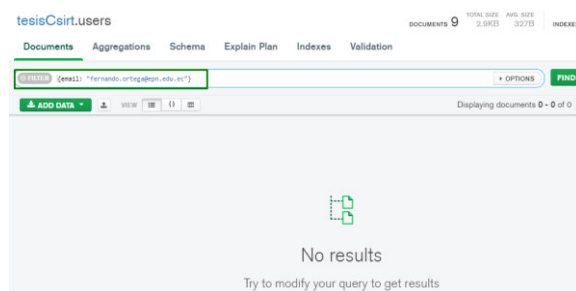 tesisCsirt.users
DOCUMENTS 9 TOTAL SIZE 2.9KB AVG. SIZE 327B INDEXES
Documents Aggregations Schema Explain Plan Indexes Validation
FILTER {email: "fernando.ortega@epn.edu.ec"} OPTIONS FIND
ADD DATA VIEW {} Displaying documents 0 - 0 of 0
No results
Try to modify your query to get results